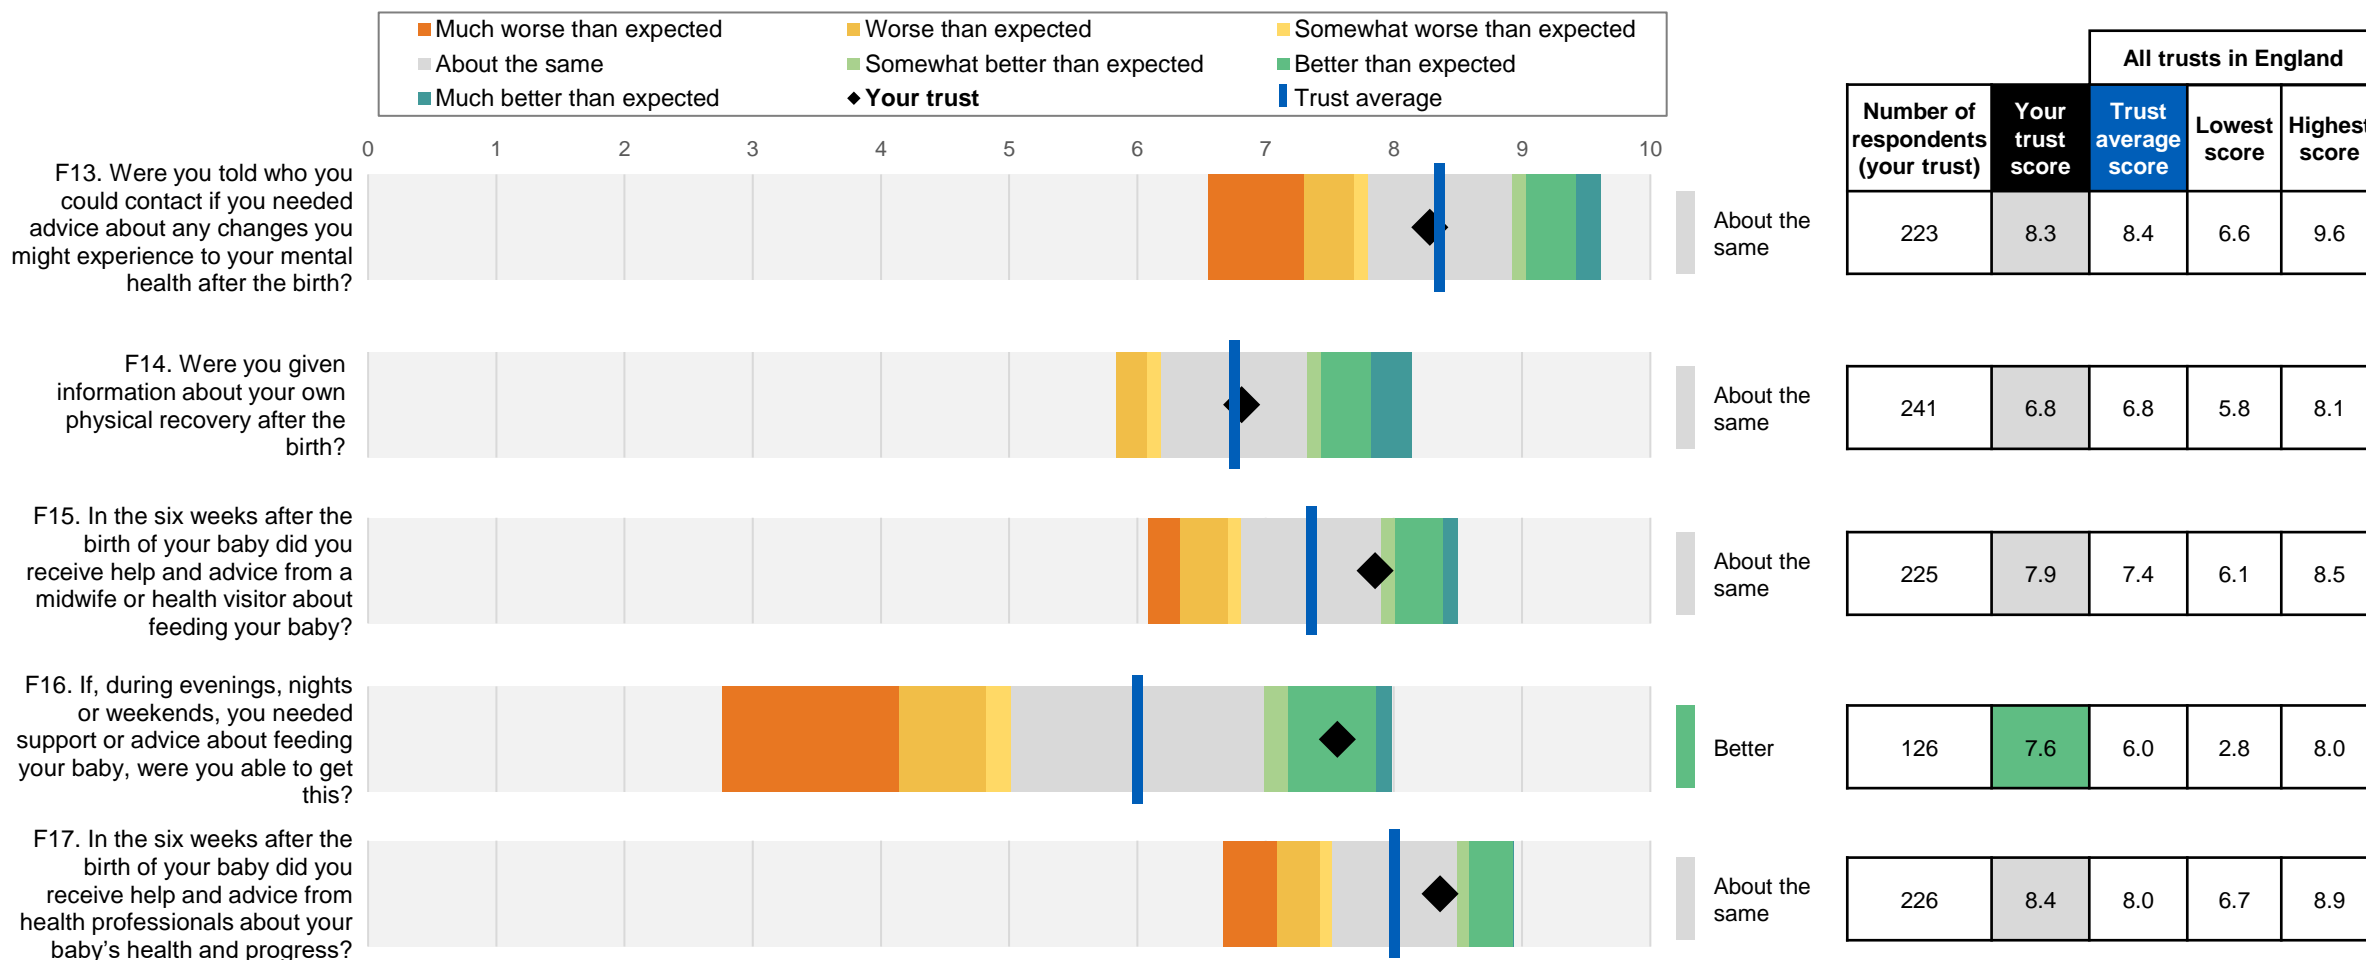 Much worse than expected
Worse than expected
Somewhat worse than expected
About the same
Somewhat better than expected
Better than expected
Much better than expected
Your trust
Trust average
All trusts in England
Number of respondents (your trust)
Your trust score
Trust average score
Lowest score
Highest score
0 1 2 3 4 5 6 7 8 9 10
F13. Were you told who you
could contact if you needed
advice about any changes you
might experience to your mental
health after the birth?
About the
same
223 8.3 8.4 6.6 9.6
F14. Were you given
information about your own
physical recovery after the
birth?
About the
same
241 6.8 6.8 5.8 8.1
F15. In the six weeks after the
birth of your baby did you
receive help and advice from a
midwife or health visitor about
feeding your baby?
About the
same
225 7.9 7.4 6.1 8.5
F16. If, during evenings, nights
or weekends, you needed
support or advice about feeding
your baby, were you able to get
this?
Better
126 7.6 6.0 2.8 8.0
F17. In the six weeks after the
birth of your baby did you
receive help and advice from
health professionals about your
baby's health and progress?
About the
same
226 8.4 8.0 6.7 8.9